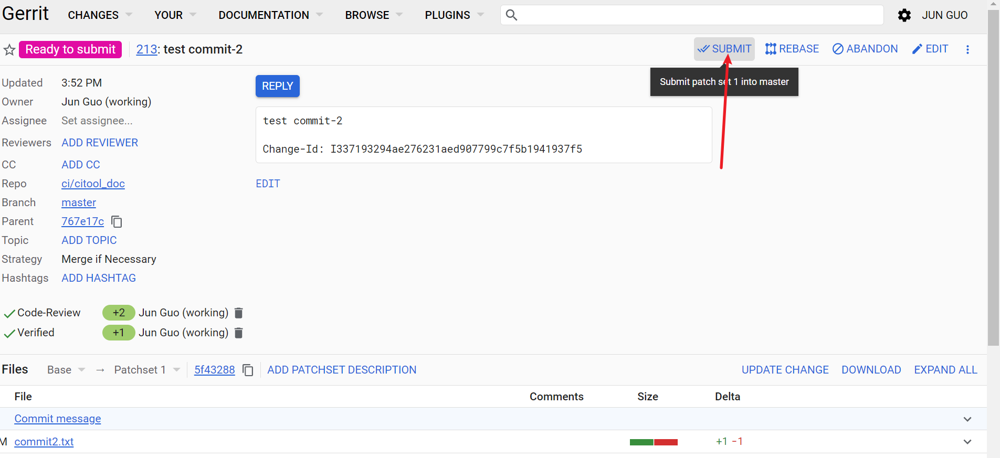 Gerrit CHANGES YOUR DOCUMENTATION BROWSE PLUGINS JUN GUO
Ready to submit 213: test commit-2 SUBMIT REBASE ABANDON EDIT
Submit patch set 1 into master
Updated 3:52 PM
REPLY
Owner Jun Guo (working)
Assignee Set assignee...
test commit-2
Reviewers ADD REVIEWER
Change-Id: I337193294ae276231aed907799c7f5b1941937f5
CC ADD CC
Repo ci/citool_doc
EDIT
Branch master
Parent 767e17c
Topic ADD TOPIC
Strategy Merge if Necessary
Hashtags ADD HASHTAG
Code-Review +2 Jun Guo (working)
Verified +1 Jun Guo (working)
Files Base → Patchset 1 5f43288 ADD PATCHSET DESCRIPTION UPDATE CHANGE DOWNLOAD EXPAND ALL
File Comments Size Delta
Commit message
M commit2.txt +1 −1